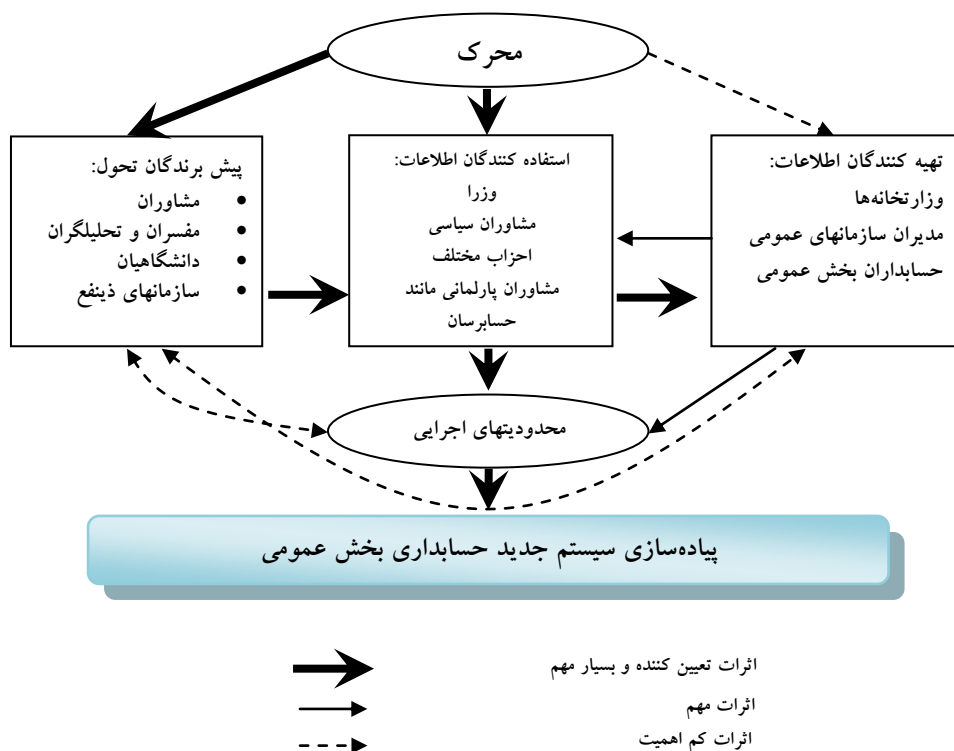 محرک
پیش برندگان تحول:
• مشاوران
• مفسران و تحلیلگران
• دانشگاهیان
• سازمانهای ذینفع
استفاده کنندگان اطلاعات:
وزرا
مشاوران سیاسی
احزاب مختلف
مشاوران پارلمانی مانند
حسابرسان
تهیه کنندگان اطلاعات:
وزارتخانه‌ها
مدیران سازمانهای عمومی
حسابداران بخش عمومی
محدودیتهای اجرایی
پیاده‌سازی سیستم جدید حسابداری بخش عمومی
اثرات تعیین کننده و بسیار مهم
اثرات مهم
اثرات کم اهمیت